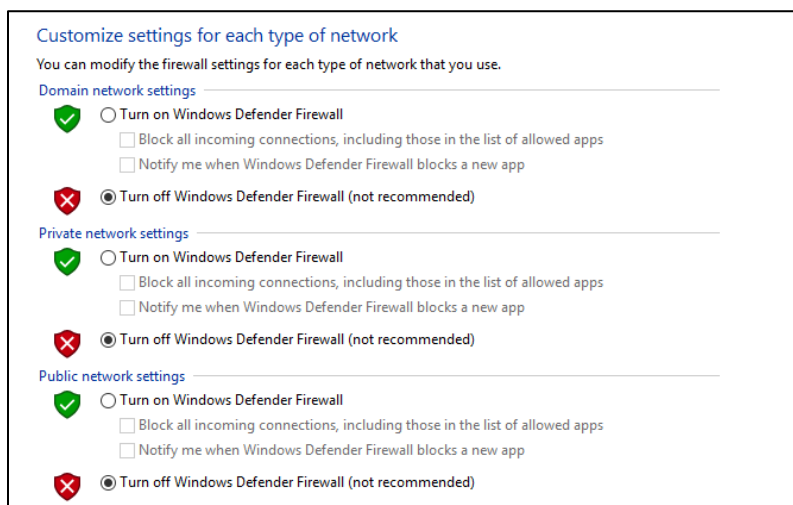 Customize settings for each type of network
You can modify the firewall settings for each type of network that you use.
Domain network settings
Turn on Windows Defender Firewall
Block all incoming connections, including those in the list of allowed apps
Notify me when Windows Defender Firewall blocks a new app
Turn off Windows Defender Firewall (not recommended)
Private network settings
Turn on Windows Defender Firewall
Block all incoming connections, including those in the list of allowed apps
Notify me when Windows Defender Firewall blocks a new app
Turn off Windows Defender Firewall (not recommended)
Public network settings
Turn on Windows Defender Firewall
Block all incoming connections, including those in the list of allowed apps
Notify me when Windows Defender Firewall blocks a new app
Turn off Windows Defender Firewall (not recommended)